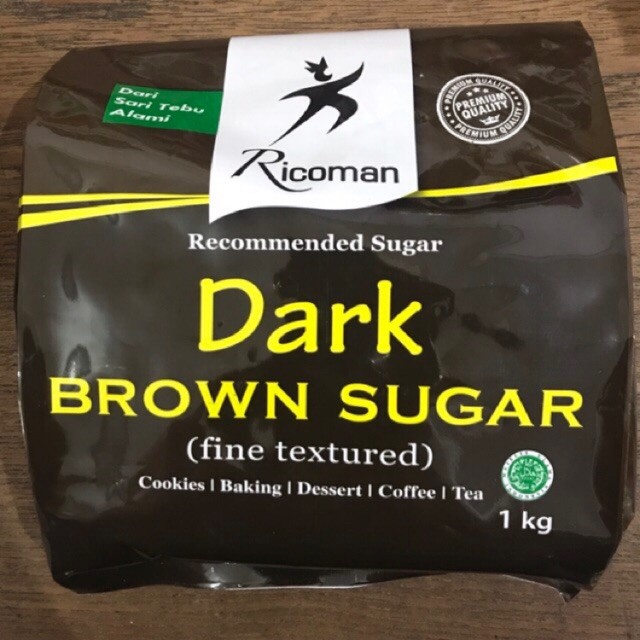 Dari
Sari Tebu
Alami
Ricoman
PREMIUM QUALITY
PREMIUM
QUALITY
PREMIUM QUALITY
Recommended Sugar
Dark
BROWN SUGAR
(fine textured)
Cookies | Baking | Dessert | Coffee | Tea
1 kg